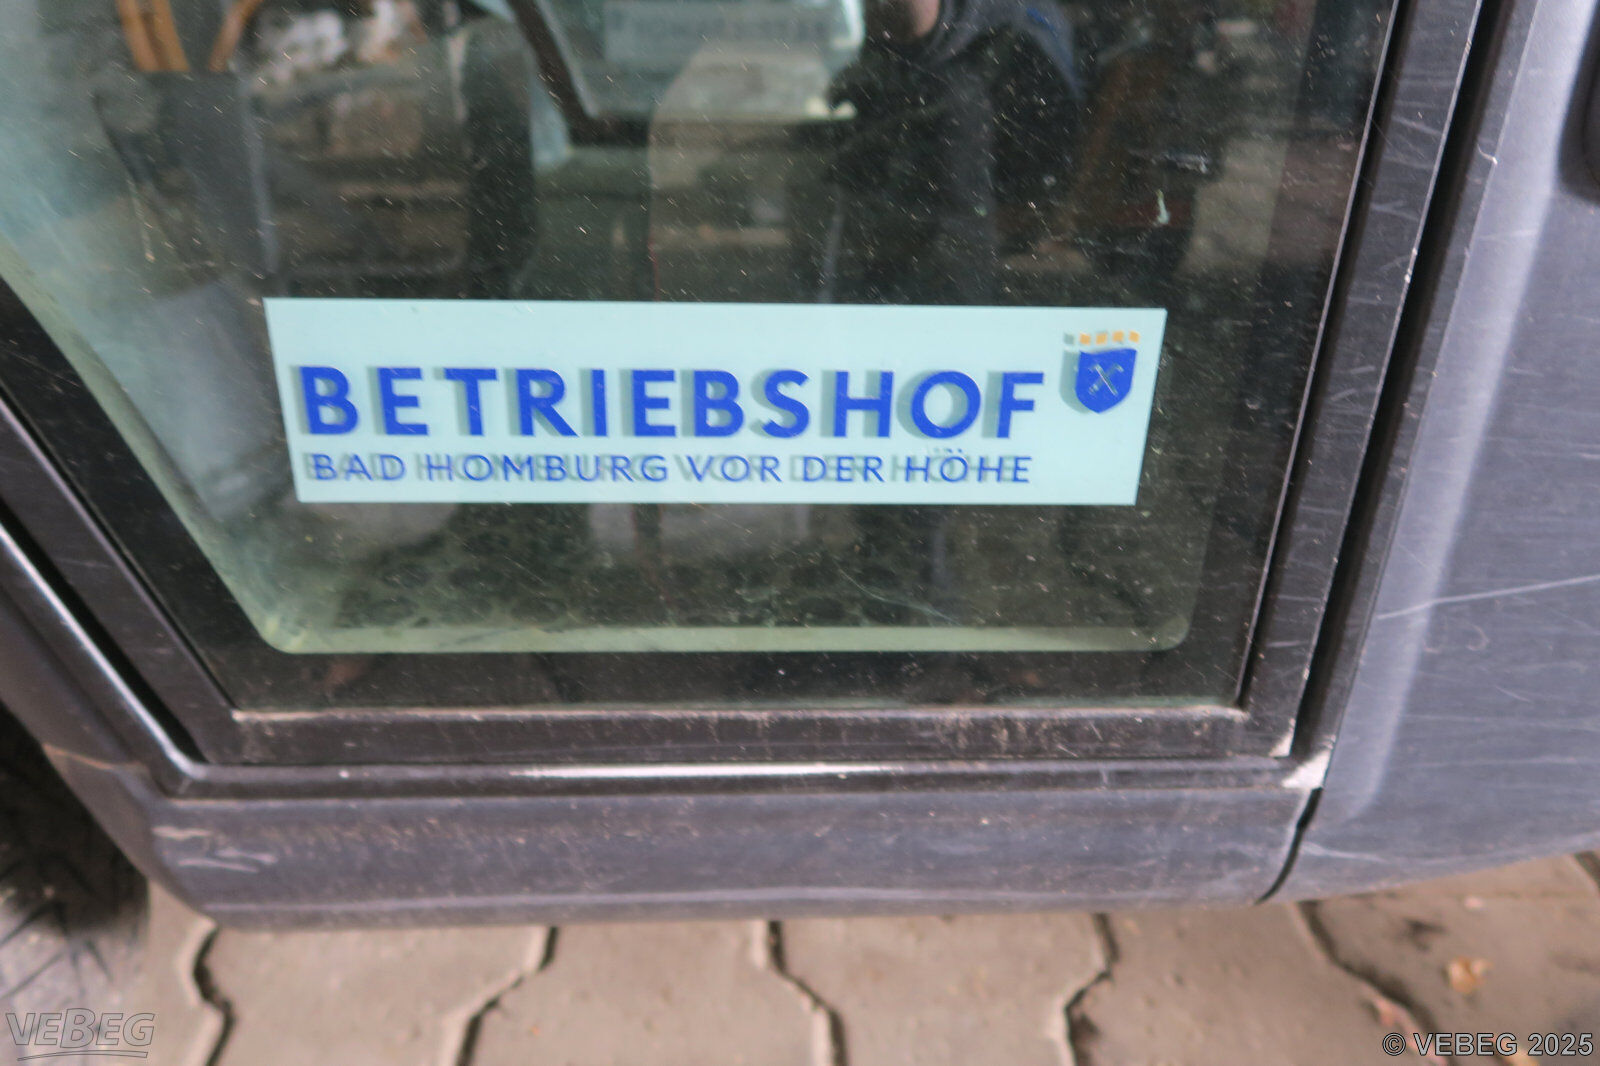 BETRIEBSHOF
BAD HOMBURG VOR DER HÖHE
VEBEG
© VEBEG 2025